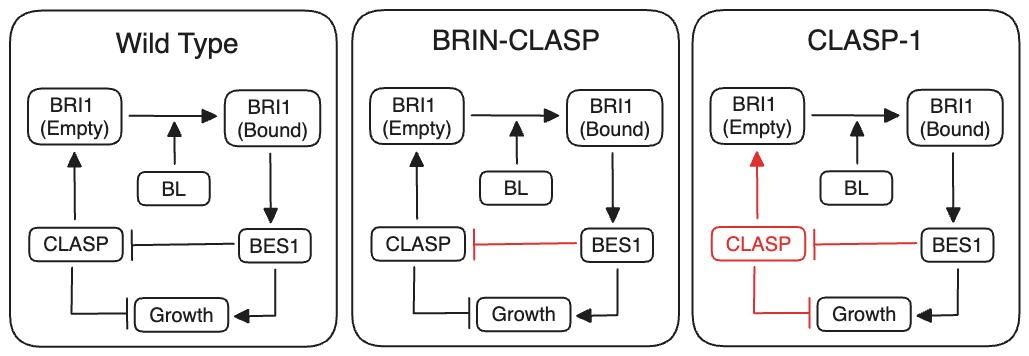 Wild Type
BRI1
(Empty)
BRI1
(Bound)
BL
CLASP
BES1
Growth
BRIN-CLASP
BRI1
(Empty)
BRI1
(Bound)
BL
CLASP
BES1
Growth
CLASP-1
BRI1
(Empty)
BRI1
(Bound)
BL
CLASP
BES1
Growth